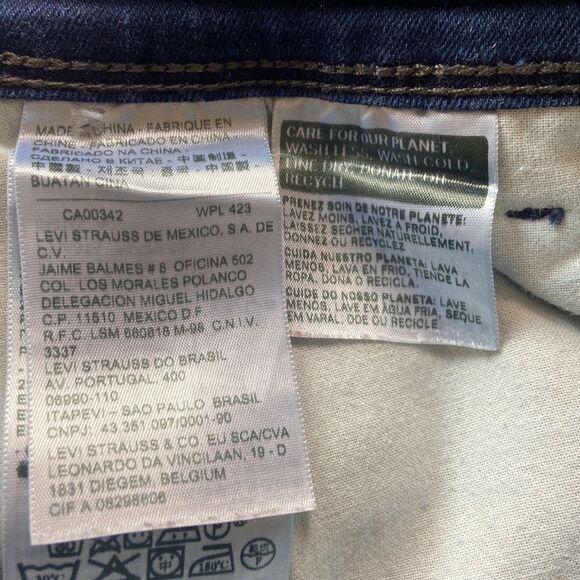 MADE CHINA - FABRIQUE EN
CHINE - FABRICADO EN CHINA -
FABRICADO NA CHINA -
СДЕЛАНО В КИТАЕ - 中国制造 -
BUATAN CINA
CA00342 WPL 423
LEVI STRAUSS DE MEXICO, S.A. DE
C.V.
JAIME BALMES # 8 OFICINA 502
COL. LOS MORALES POLANCO
DELEGACION MIGUEL HIDALGO
C.P. 11510 MEXICO D.F
R.F.C. LSM 660816 M-98 C.N.I.V.
3337
LEVI STRAUSS DO BRASIL
AV. PORTUGAL, 400
06990-110
ITAPEVI - SAO PAULO BRASIL
CNPJ: 43 351 097/0001-90
LEVI STRAUSS & CO. EU SCA/CVA
LEONARDO DA VINCILAAN, 19 - D
1831 DIEGEM, BELGIUM
CIF A 08298606
30°C 中 150°C P
CARE FOR OUR PLANET
WASH LESS, WASH COLD,
LINE DRY, DONATE OR
RECYCLE
PRENEZ SOIN DE NOTRE PLANETE:
LAVEZ MOINS, LAVEZ A FROID,
LAISSEZ SECHER NATURELLEMENT,
DONNEZ OU RECYCLEZ
CUIDA NUESTRO PLANETA: LAVA
MENOS, LAVA EN FRIO, TIENDE LA
ROPA, DONA O RECICLA.
CUIDE DO NOSSO PLANETA: LAVE
MENOS, LAVE EM AGUA FRIA, SEQUE
EM VARAL, DOE OU RECICLE.